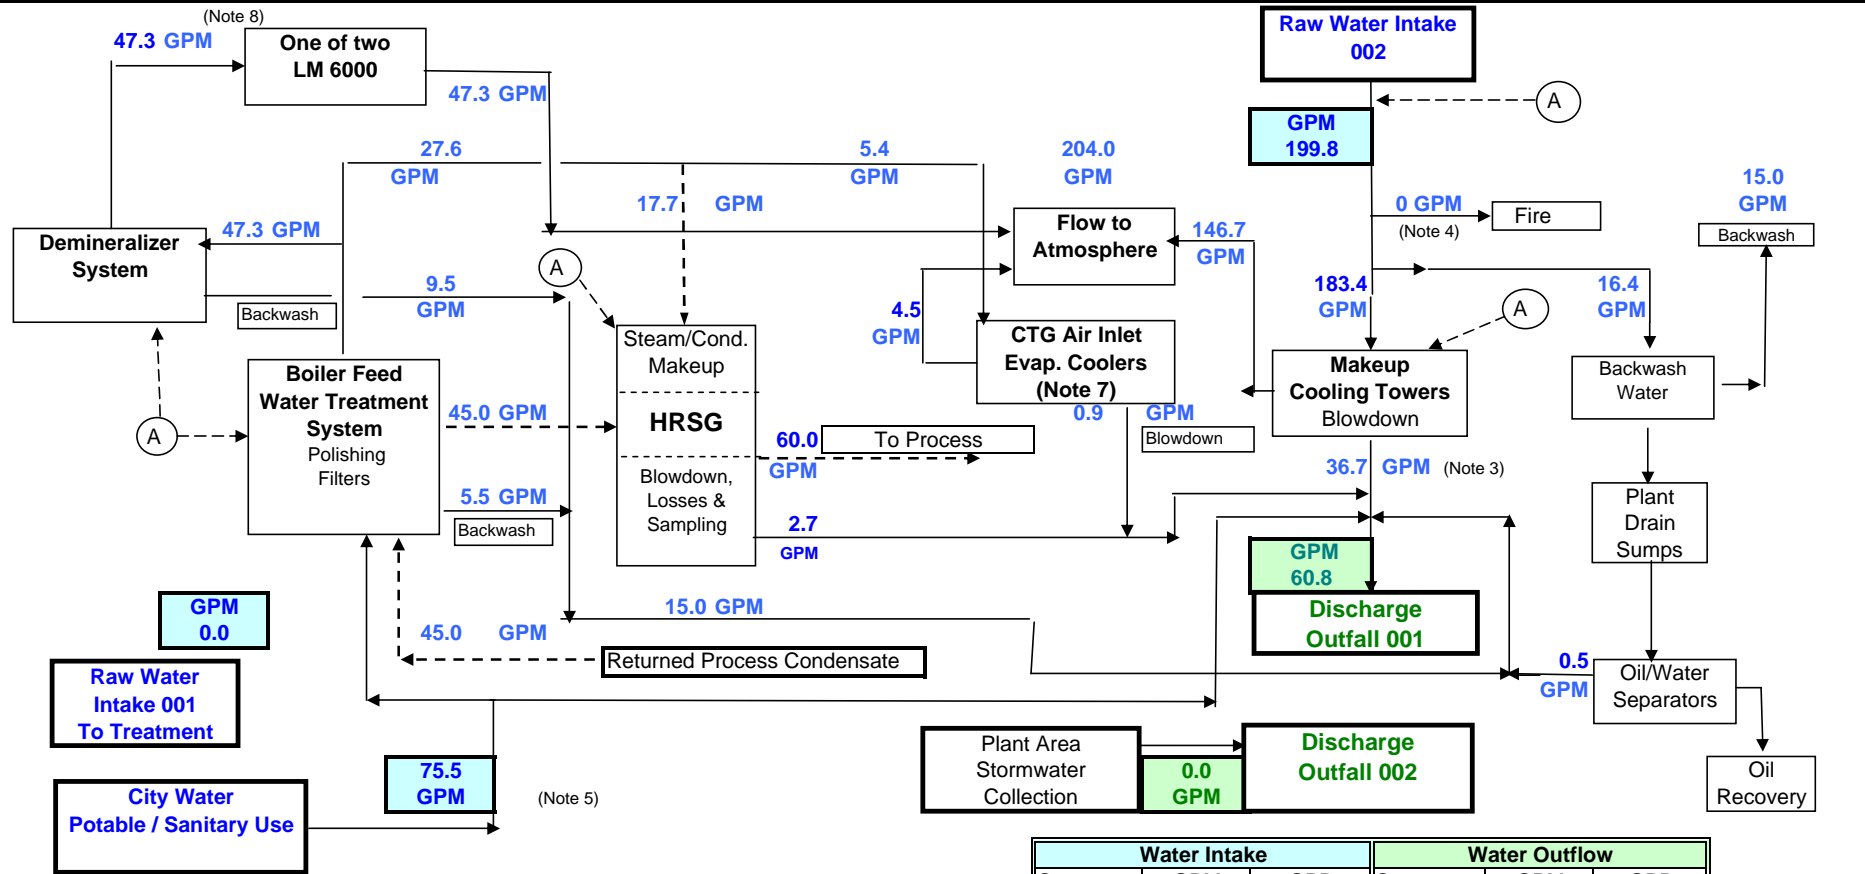 (Note 8)
47.3 GPM
One of two
LM 6000
47.3 GPM
Raw Water Intake
002
A
GPM
199.8
27.6
GPM
5.4
GPM
204.0
GPM
17.7 GPM
15.0
GPM
Backwash
0 GPM
(Note 4)
Fire
Demineralizer
System
47.3 GPM
Flow to
Atmosphere
146.7
GPM
A
9.5
GPM
Backwash
183.4
GPM
16.4
GPM
A
4.5
GPM
Steam/Cond.
Makeup
CTG Air Inlet
Evap. Coolers
(Note 7)
Makeup
Cooling Towers
Blowdown
Backwash
Water
Boiler Feed
Water Treatment
System
Polishing
Filters
A
45.0 GPM
HRSG
60.0
GPM
To Process
0.9 GPM
Blowdown
36.7 GPM (Note 3)
Blowdown,
Losses &
Sampling
5.5 GPM
Backwash
2.7
GPM
Plant
Drain
Sumps
GPM
60.8
Discharge
Outfall 001
GPM
0.0
15.0 GPM
45.0 GPM
Returned Process Condensate
0.5
GPM
Oil/Water
Separators
Raw Water
Intake 001
To Treatment
Plant Area
Stormwater
Collection
0.0
GPM
Discharge
Outfall 002
75.5
GPM
(Note 5)
Oil
Recovery
City Water
Potable / Sanitary Use
Water Intake Water Outflow